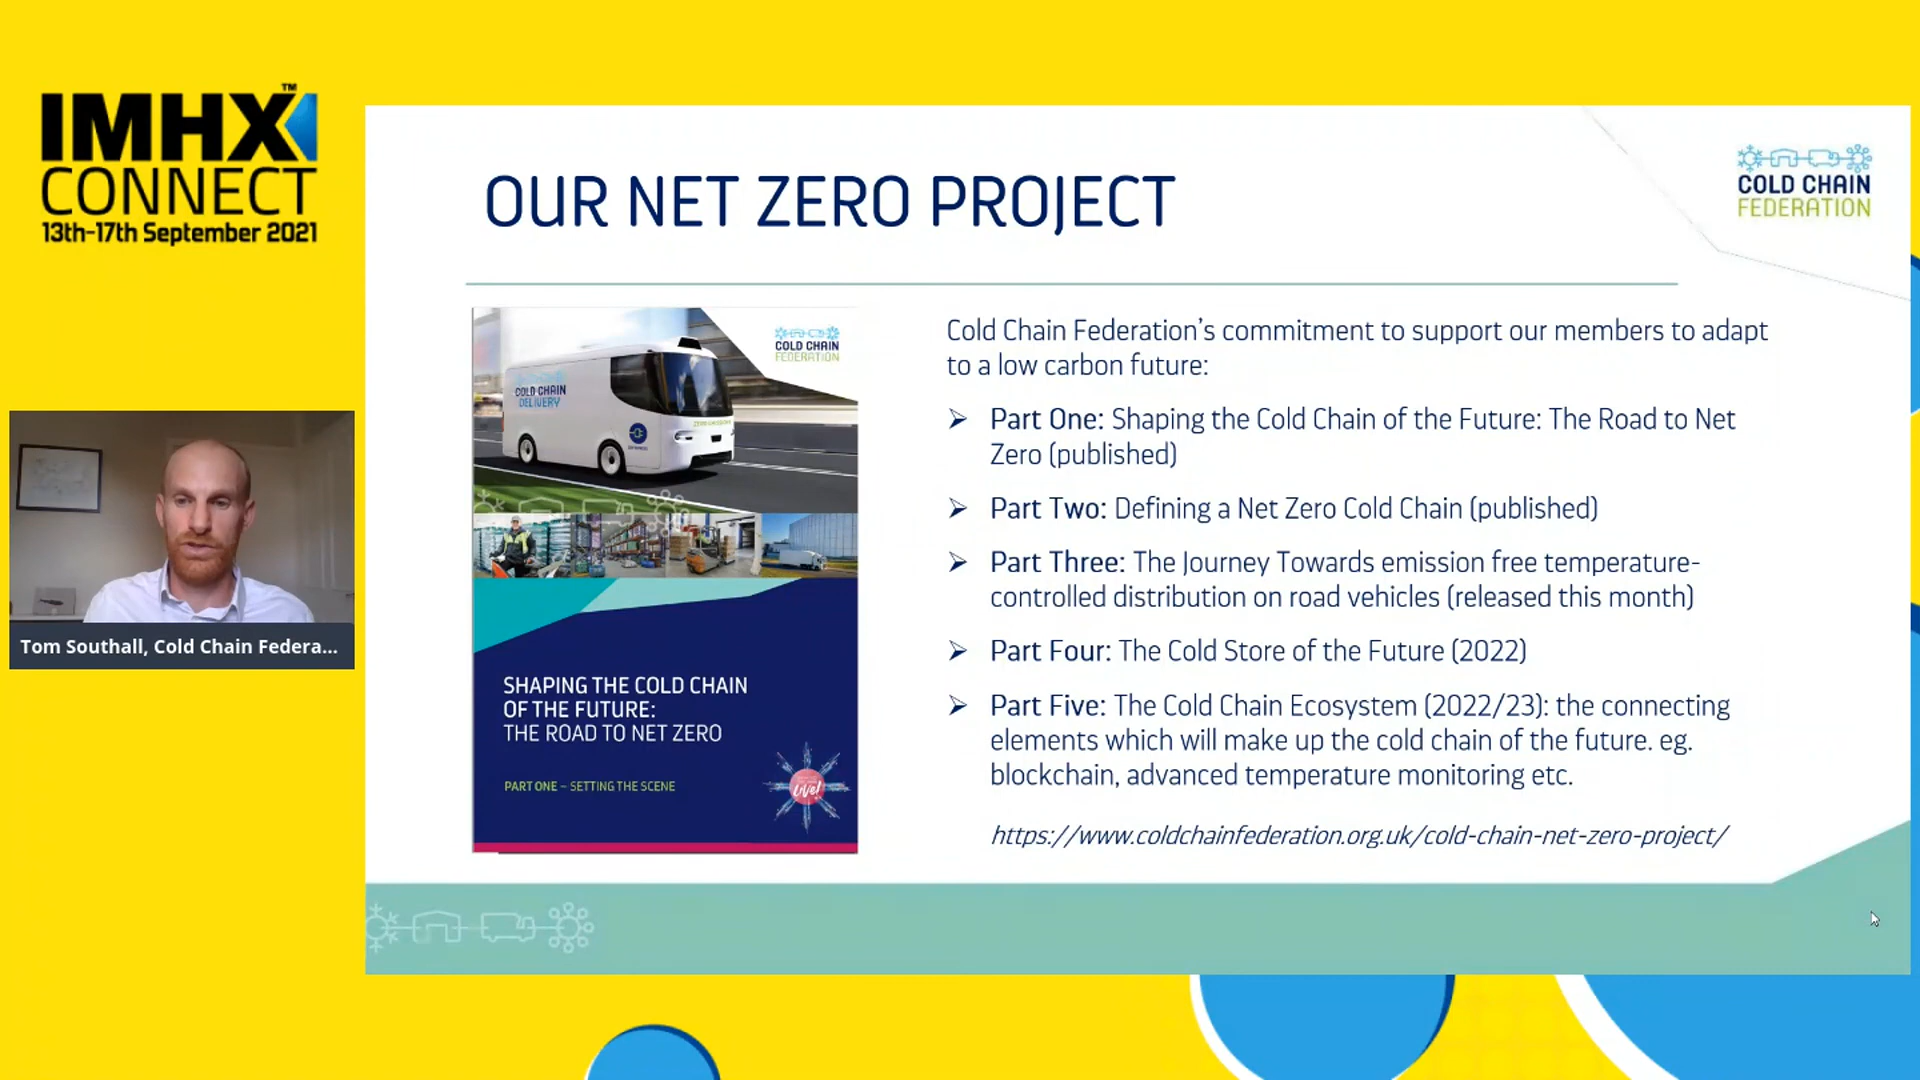 IMHX™
CONNECT
13th-17th September 2021
Tom Southall, Cold Chain Federa...
OUR NET ZERO PROJECT
COLD CHAIN
FEDERATION
COLD CHAIN
FEDERATION
COLD CHAIN
DELIVERY
SHAPING THE COLD CHAIN
OF THE FUTURE:
THE ROAD TO NET ZERO
PART ONE – SETTING THE SCENE
LIVE!
Cold Chain Federation’s commitment to support our members to adapt
to a low carbon future:
➢ Part One: Shaping the Cold Chain of the Future: The Road to Net
Zero (published)
➢ Part Two: Defining a Net Zero Cold Chain (published)
➢ Part Three: The Journey Towards emission free temperature-
controlled distribution on road vehicles (released this month)
➢ Part Four: The Cold Store of the Future (2022)
➢ Part Five: The Cold Chain Ecosystem (2022/23): the connecting
elements which will make up the cold chain of the future. eg.
blockchain, advanced temperature monitoring etc.
https://www.coldchainfederation.org.uk/cold-chain-net-zero-project/